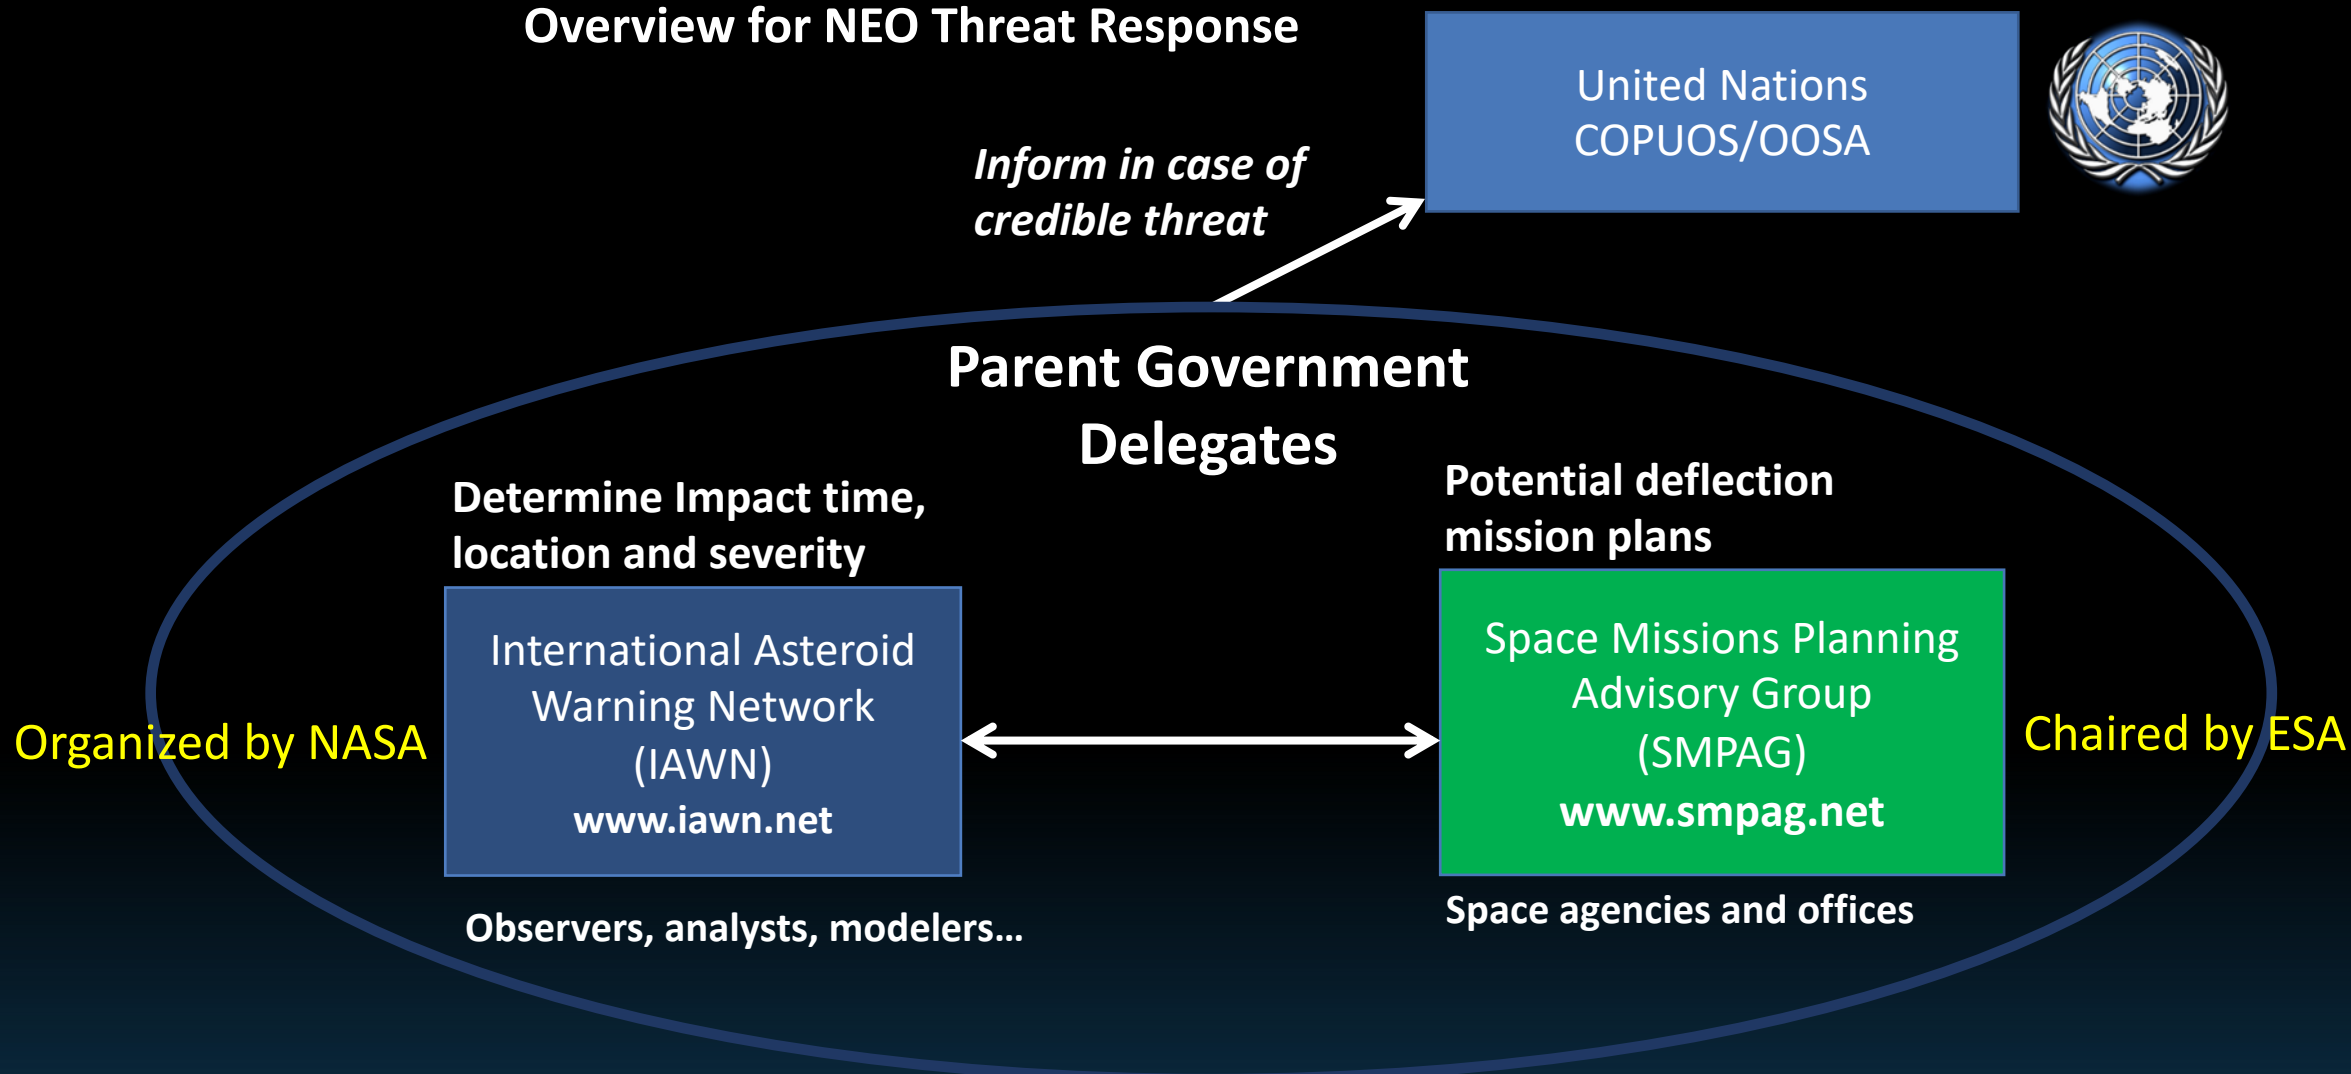 Overview for NEO Threat Response
United Nations
COPUOS/OOSA
Inform in case of
credible threat
Parent Government
Delegates
Determine Impact time,
location and severity
Potential deflection
mission plans
International Asteroid
Warning Network
(IAWN)
www.iawn.net
Space Missions Planning
Advisory Group
(SMPAG)
www.smpag.net
Organized by NASA
Chaired by ESA
Observers, analysts, modelers…
Space agencies and offices